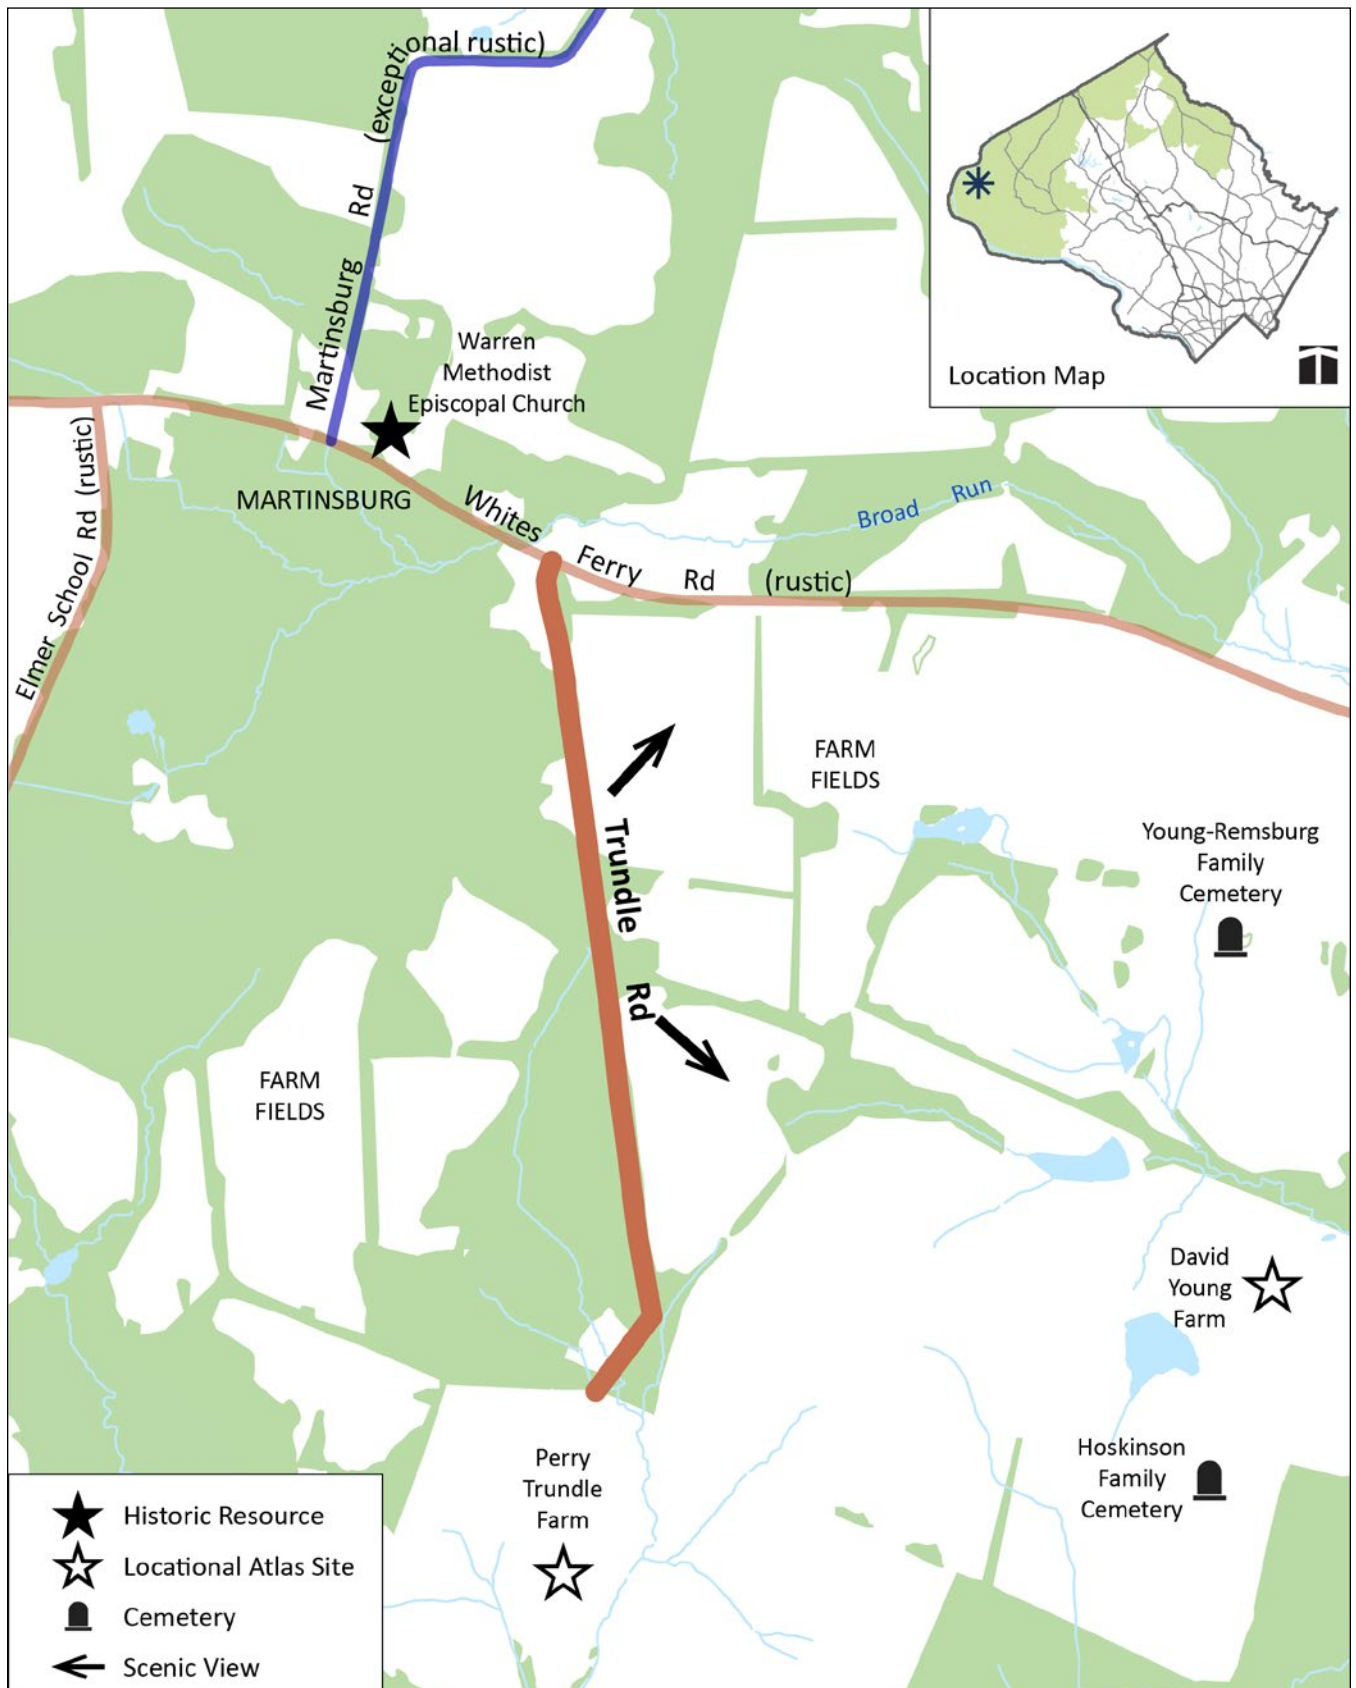 (exceptional rustic)
Martinsburg Rd
Location Map
Warren
Methodist
Episcopal Church
MARTINSBURG
Whites Ferry Rd (rustic)
Broad Run
Elmer School Rd (rustic)
FARM
FIELDS
Trundle Rd
Young-Remsburg
Family
Cemetery
FARM
FIELDS
David
Young
Farm
Perry
Trundle
Farm
Hoskinson
Family
Cemetery
Historic Resource
Locational Atlas Site
Cemetery
Scenic View